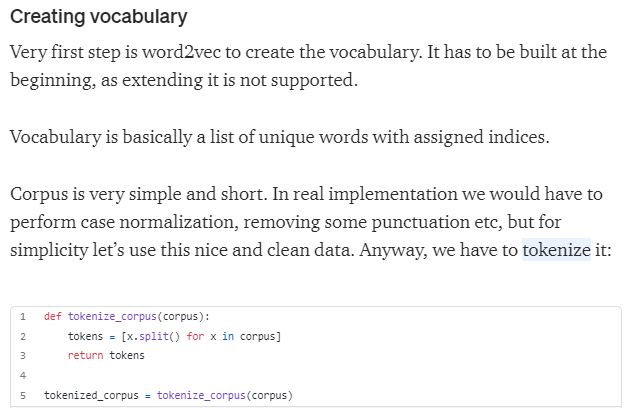 Creating vocabulary
Very first step is word2vec to create the vocabulary. It has to be built at the
beginning, as extending it is not supported.
Vocabulary is basically a list of unique words with assigned indices.
Corpus is very simple and short. In real implementation we would have to
perform case normalization, removing some punctuation etc, but for
simplicity let’s use this nice and clean data. Anyway, we have to tokenize it:
1 def tokenize_corpus(corpus):
2     tokens = [x.split() for x in corpus]
3     return tokens
4
5 tokenized_corpus = tokenize_corpus(corpus)